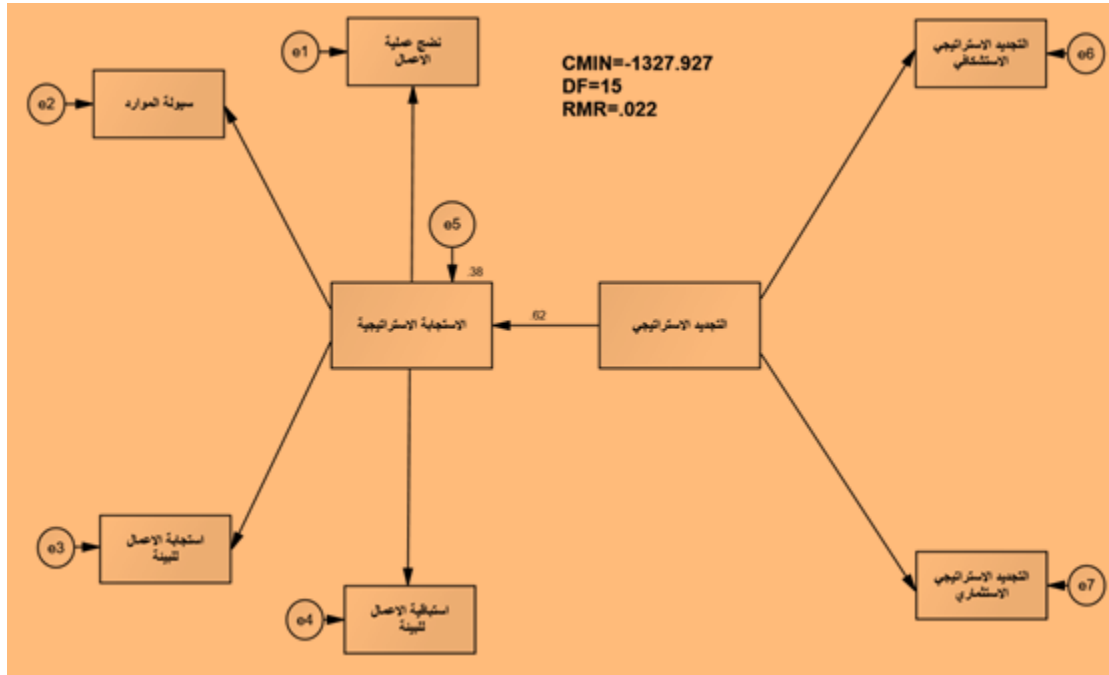 e1
نضج عملية
الاعمال
CMIN=-1327.927
DF=15
RMR=.022
التجديد الاستراتيجي
الاستشكافي
e6
e2
سيولة الموارد
e5
.38
الاستجابة الاستراتيجية
.62
التجديد الاستراتيجي
e3
استجابة الاعمال
للبيئة
e4
استباقية الاعمال
للبيئة
التجديد الاستراتيجي
الاستثماري
e7